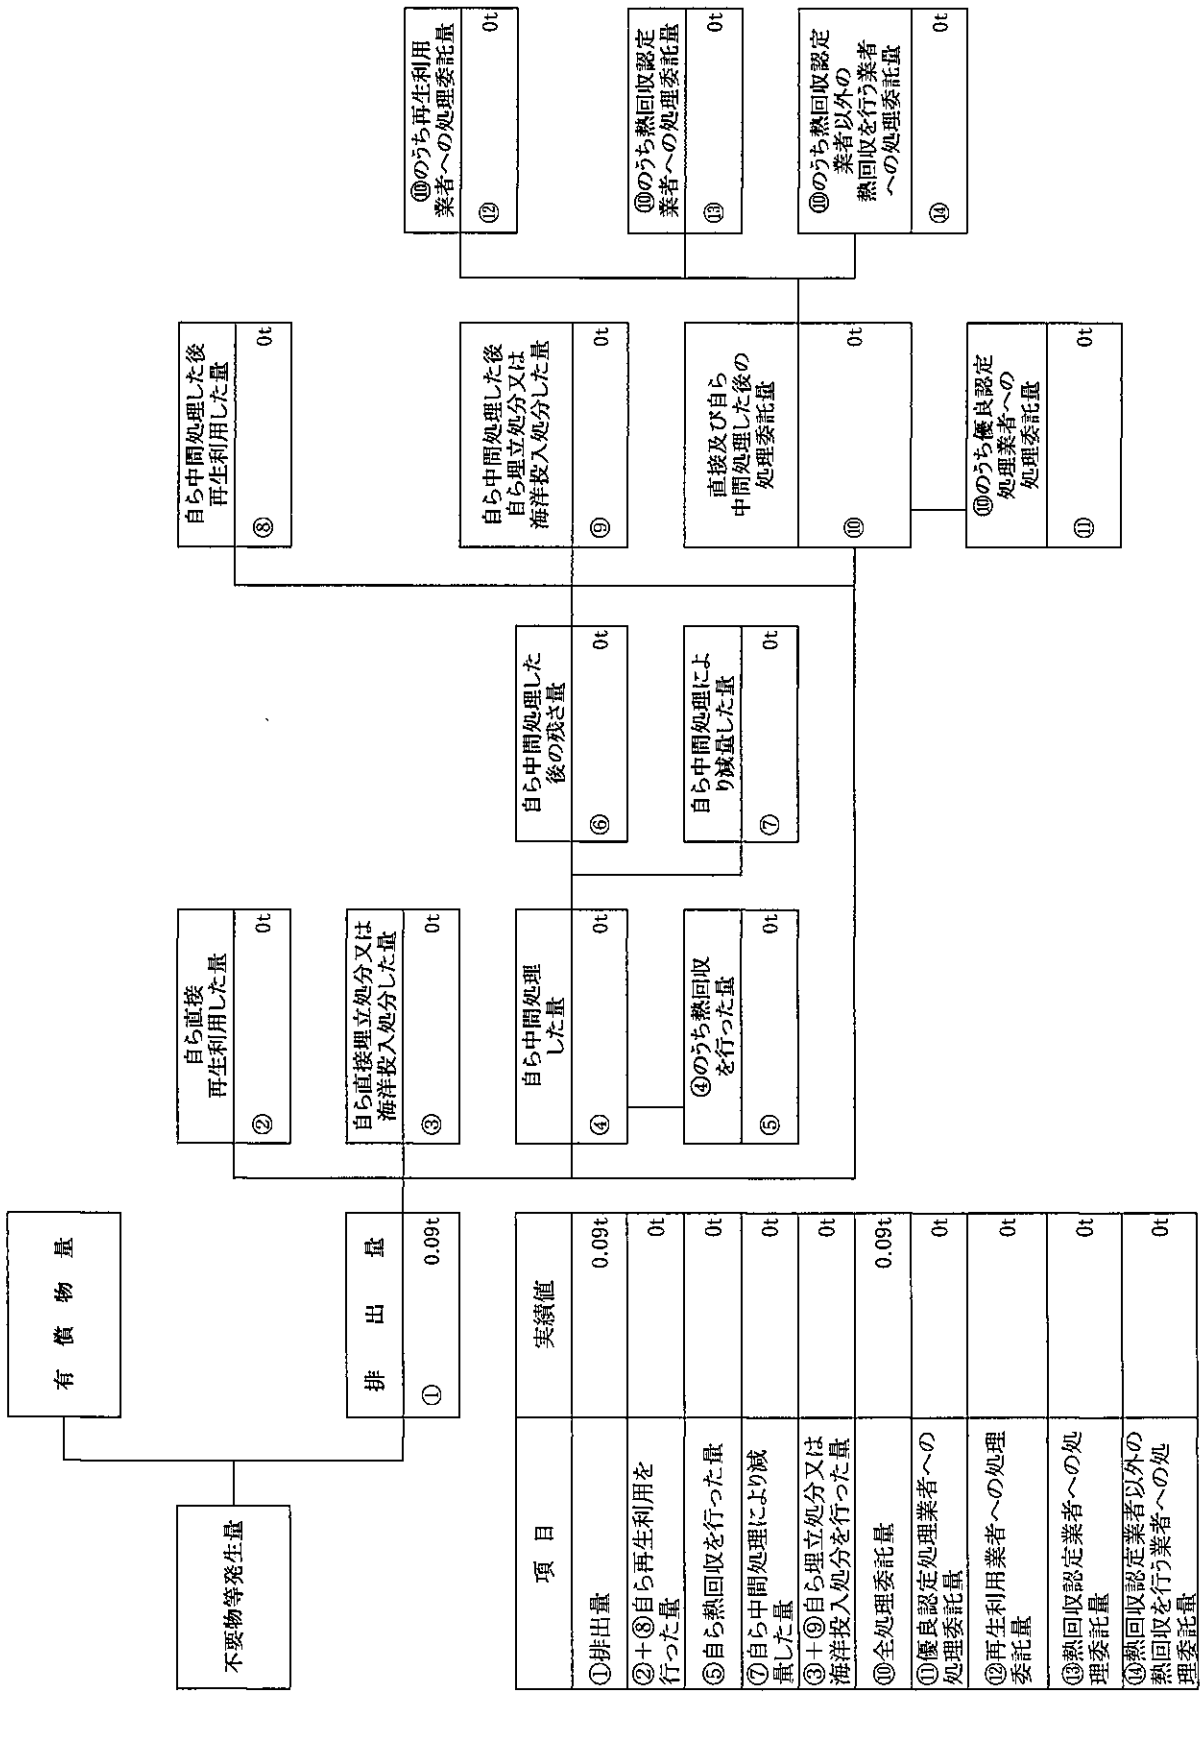 有 償 物 量
不要物等発生量
排 出 量
① 0.09t
自ら直接
再生利用した量
② 0t
自ら直接埋立処分又は
海洋投入処分した量
③ 0t
自ら中間処理
した量
④ 0t
④のうち熱回収
を行った量
⑤ 0t
自ら中間処理した
後の残さ量
⑥ 0t
自ら中間処理によ
り減量した量
⑦ 0t
自ら中間処理した後
再生利用した量
⑧ 0t
自ら中間処理した後
自ら埋立処分又は
海洋投入処分した量
⑨ 0t
直接及び自ら
中間処理した後の
処理委託量
⑩ 0t
⑩のうち優良認定
処理業者への
処理委託量
⑪ 0t
⑩のうち再生利用
業者への処理委託量
⑫ 0t
⑩のうち熱回収認定
業者への処理委託量
⑬ 0t
⑩のうち熱回収認定
業者以外の
熱回収を行う業者
への処理委託量
⑭ 0t
項 目 実績値
①排出量 0.09t
②+⑧自ら再生利用を
行った量 0t
⑤自ら熱回収を行った量 0t
⑦自ら中間処理により減
量した量 0t
③+⑨自ら埋立処分又は
海洋投入処分を行った量 0t
⑩全処理委託量 0.09t
⑪優良認定処理業者への
処理委託量 0t
⑫再生利用業者への処理
委託量 0t
⑬熱回収認定業者への処
理委託量 0t
⑭熱回収認定業者以外の
熱回収を行う業者への処
理委託量 0t